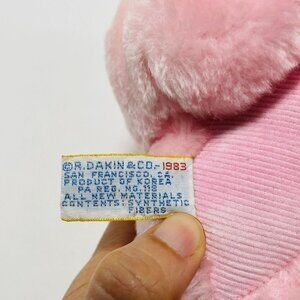 © R. DAKIN & CO.- 1983
SAN FRANCISCO, CA.
PRODUCT OF KOREA
PA REG. NO. 118
ALL NEW MATERIALS
CONTENTS: SYNTHETIC
FIBERS